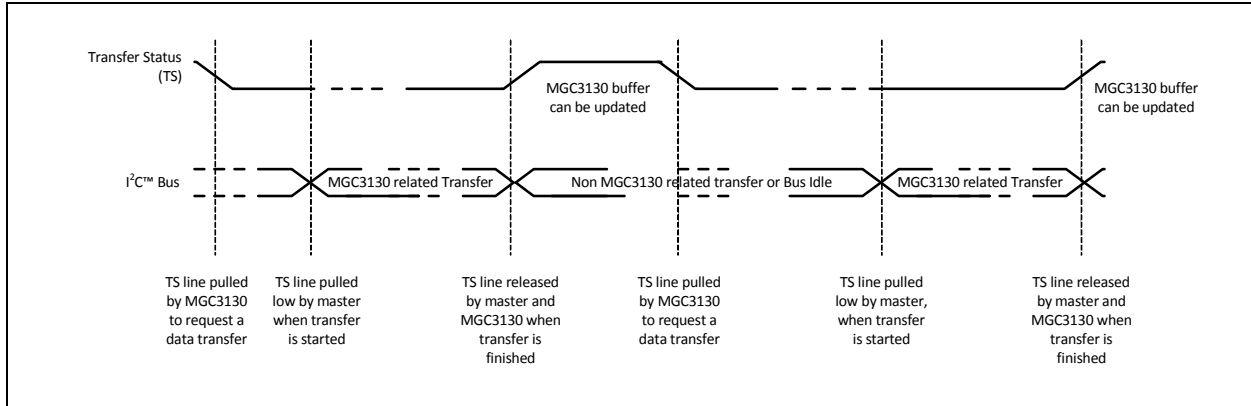 Transfer Status
(TS)
MGC3130 buffer
can be updated
MGC3130 buffer
can be updated
I²C™ Bus
MGC3130 related Transfer
Non MGC3130 related transfer or Bus Idle
MGC3130 related Transfer
TS line pulled
by MGC3130
to request a
data transfer
TS line pulled
low by master
when transfer
is started
TS line released
by master and
MGC3130 when
transfer is
finished
TS line pulled
by MGC3130
to request a
data transfer
TS line pulled
low by master,
when transfer
is started
TS line released
by master and
MGC3130 when
transfer is
finished